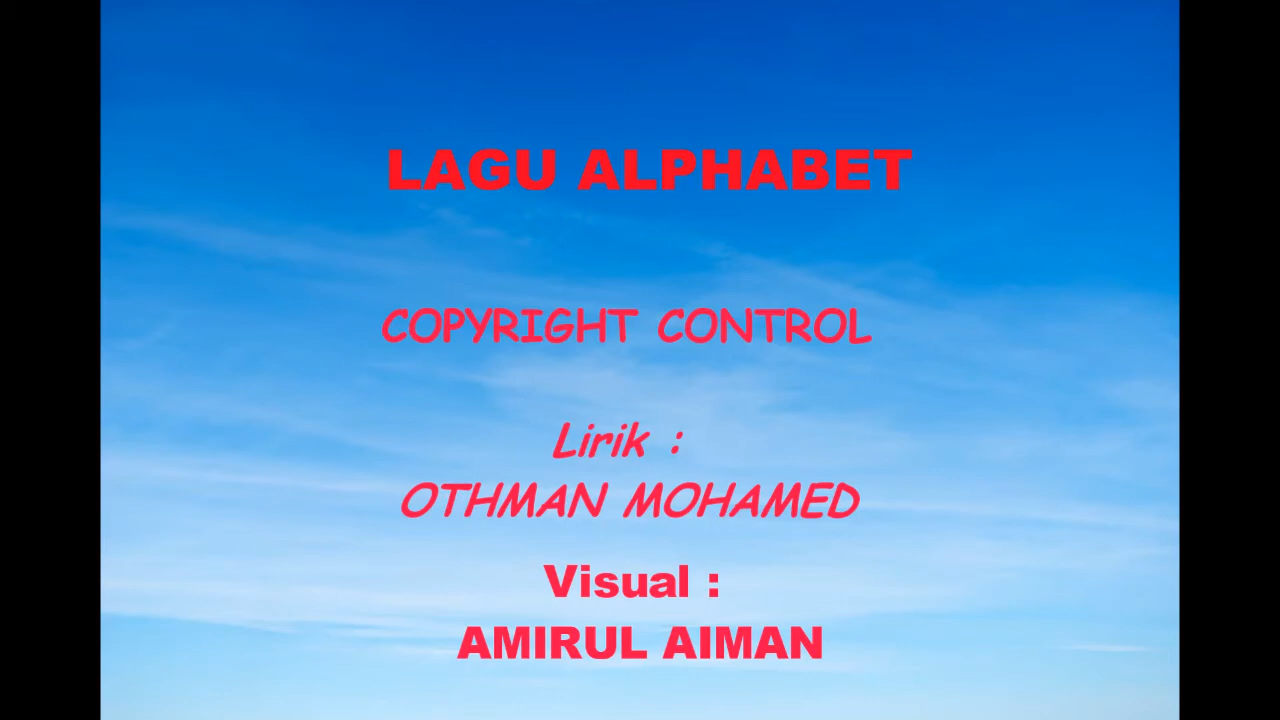 LAGU ALPHABET
COPYRIGHT CONTROL
Lirik :
OTHMAN MOHAMED
Visual :
AMIRUL AIMAN